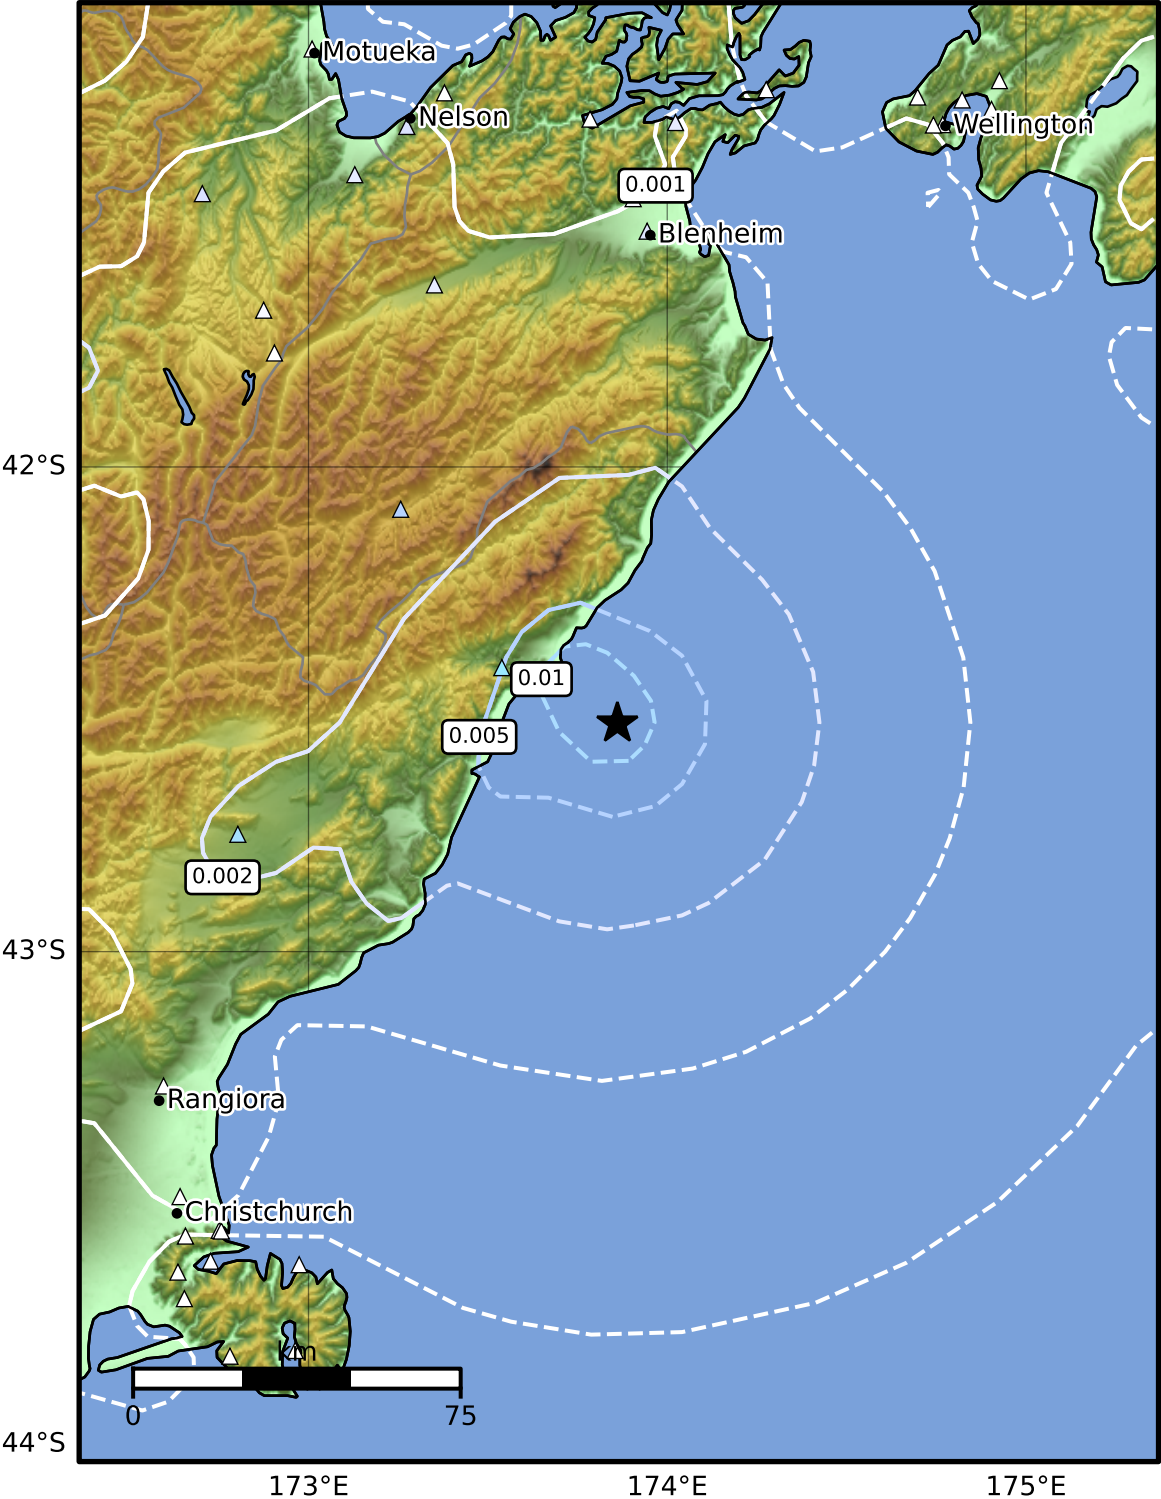 Motueka
Nelson
Wellington
0.001
Blenheim
42°S
0.01
0.005
0.002
43°S
Rangiora
Christchurch
km
0 75
44°S
173°E 174°E 175°E